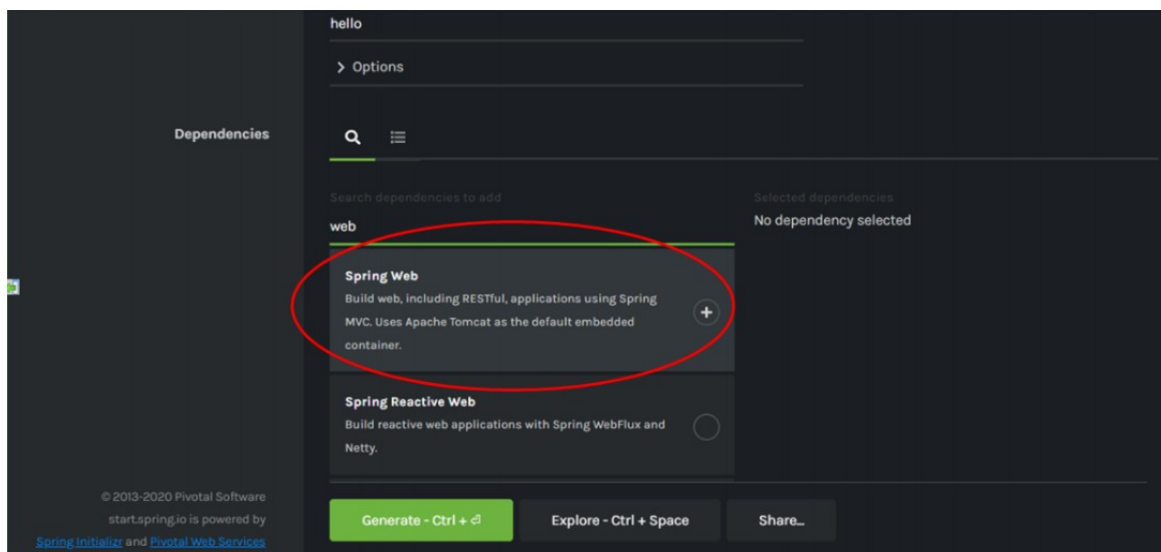 hello
Options
Dependencies
Search dependencies to add
web
Spring Web
Build web, including RESTful, applications using Spring
MVC. Uses Apache Tomcat as the default embedded
container.
Spring Reactive Web
Build reactive web applications with Spring WebFlux and
Netty.
Selected dependencies
No dependency selected
© 2013-2020 Pivotal Software
start.spring.io is powered by
Spring Initializr and Pivotal Web Services
Generate - Ctrl + ⏎
Explore - Ctrl + Space
Share...